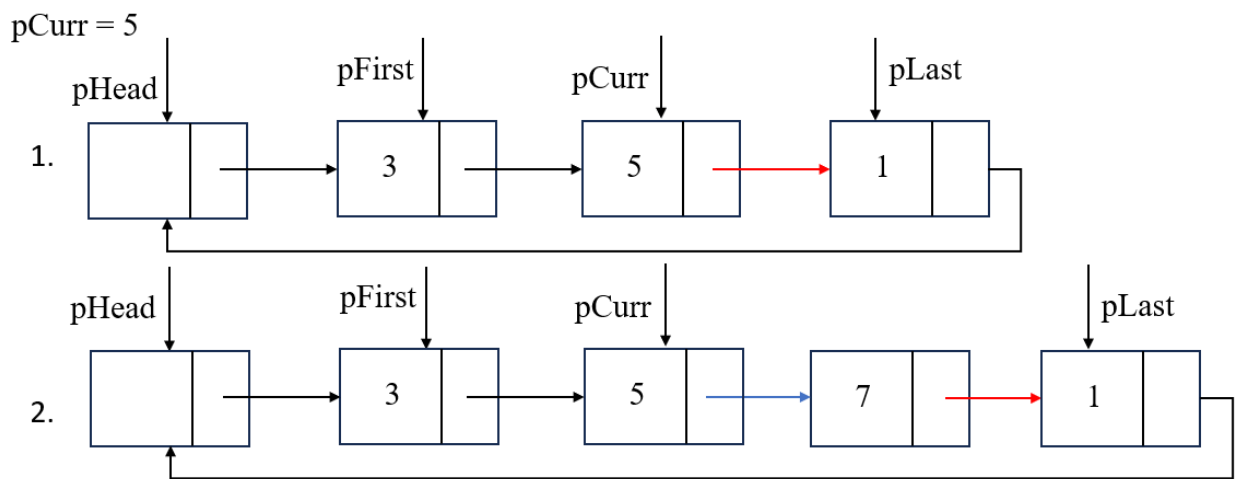 pCurr = 5
pHead pFirst pCurr pLast
1. 3 5 1
pHead pFirst pCurr pLast
2. 3 5 7 1